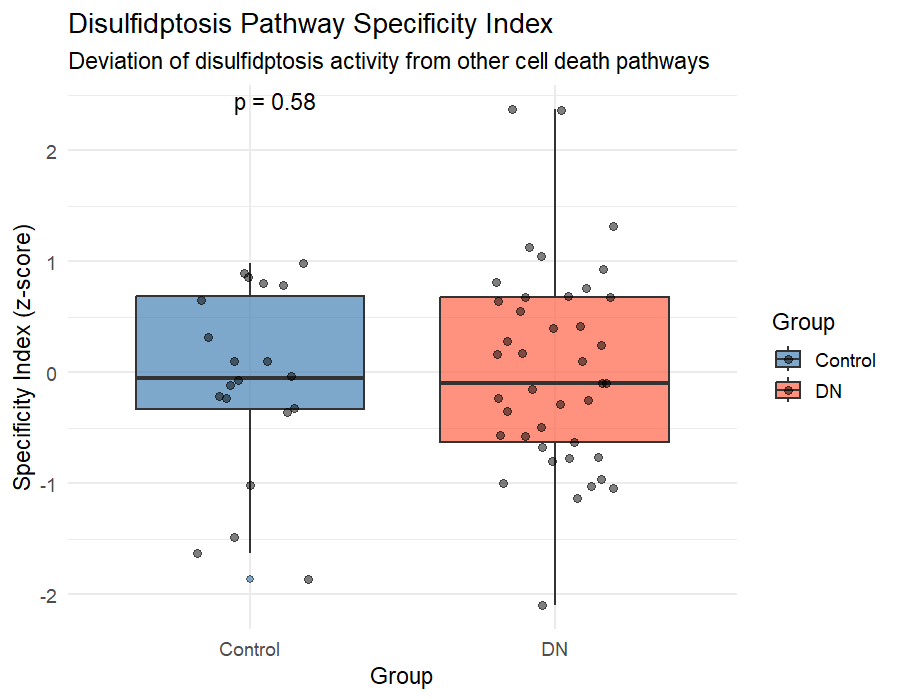 Disulfidptosis Pathway Specificity Index
Deviation of disulfidptosis activity from other cell death pathways
p = 0.58
2
1
0
-1
-2
Specificity Index (z-score)
Control
DN
Group
Group
Control
DN